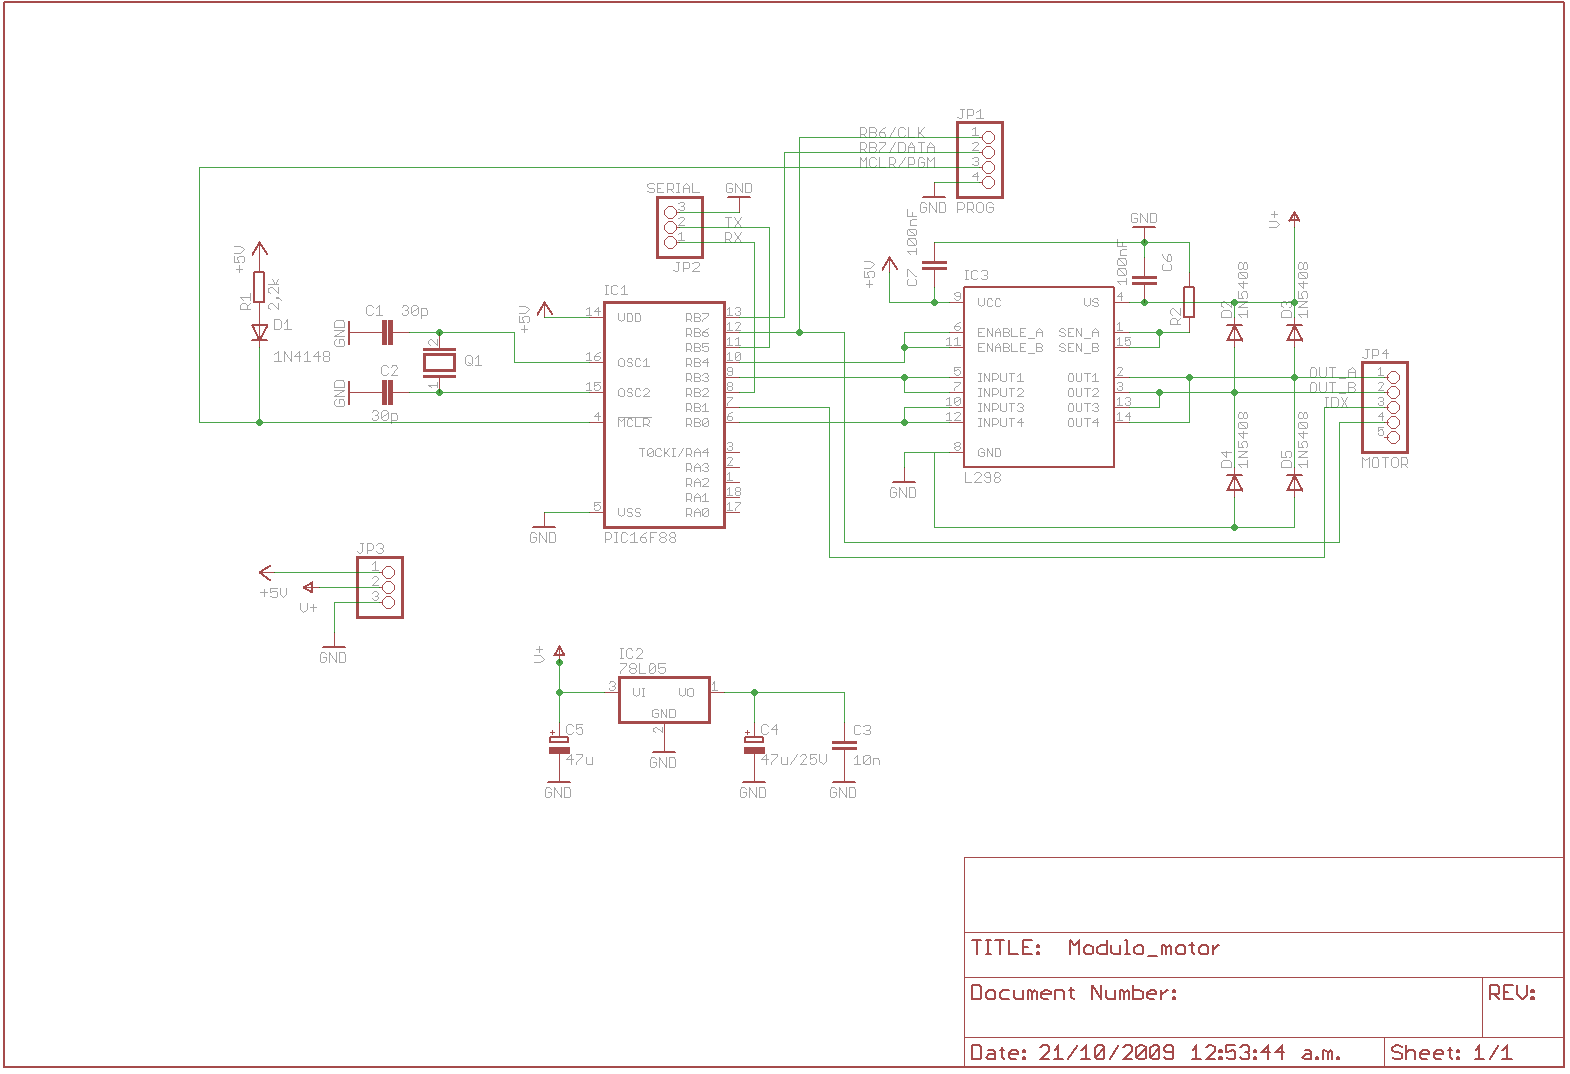 JP1
RB6/CLK 1
RB7/DATA 2
MCLR/PGM 3
4
GND PROG
SERIAL GND
3
2 TX
1 RX
JP2
+5V
R1
2,2k
D1
1N4148
C1 30p
GND
C2
GND
30p
2
1
Q1
+5V
IC1
14 VDD RB7 13
RB6 12
RB5 11
16 OSC1 RB4 10
RB3 9
15 OSC2 RB2 8
RB1 7
4 MCLR RB0 6
T0CKI/RA4 3
RA3 2
RA2 1
RA1 18
5 VSS RA0 17
GND PIC16F88
+5V
C7 100nF
GND
100nF C6
R2
IC3
9 VCC VS 4
6 ENABLE_A SEN_A 1
11 ENABLE_B SEN_B 15
5 INPUT1 OUT1 2
7 INPUT2 OUT2 3
10 INPUT3 OUT3 13
12 INPUT4 OUT4 14
8 GND
GND L298
V+
D2 1N5408
D3 1N5408
D4 1N5408
D5 1N5408
JP4
OUT_A 1
OUT_B 2
IDX 3
4
5
MOTOR
JP3
1
2
3
+5V
V+
GND
V+
IC2
78L05
3 VI VO 1
GND
2
GND
+ C5
47u
GND
+ C4
47u/25V
GND
C3
10n
GND
TITLE: Modulo_motor
Document Number:
REV:
Date: 21/10/2009 12:53:44 a.m.
Sheet: 1/1